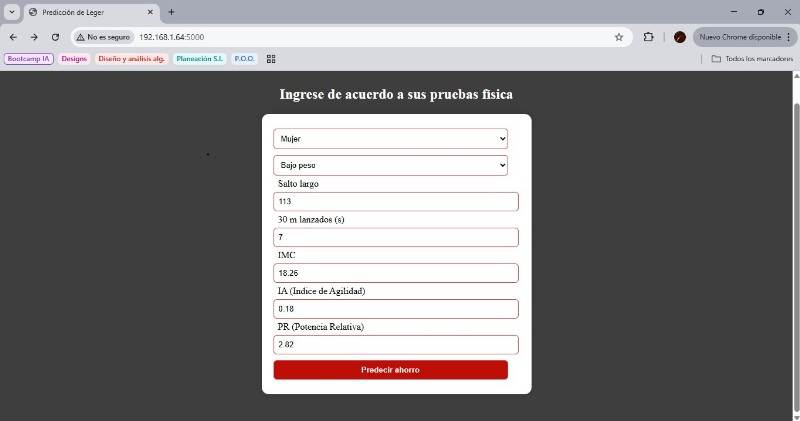 Predicción de Leger
No es seguro
192.168.1.64:5000
Nuevo Chrome disponible
Bootcamp IA
Designs
Diseño y análisis alg.
Planeación S.I.
P.O.O.
Todos los marcadores
Ingrese de acuerdo a sus pruebas fisica
Mujer
Bajo peso
Salto largo
113
30 m lanzados (s)
7
IMC
18.26
IA (Indice de Agilidad)
0.18
PR (Potencia Relativa)
2.82
Predecir ahorro